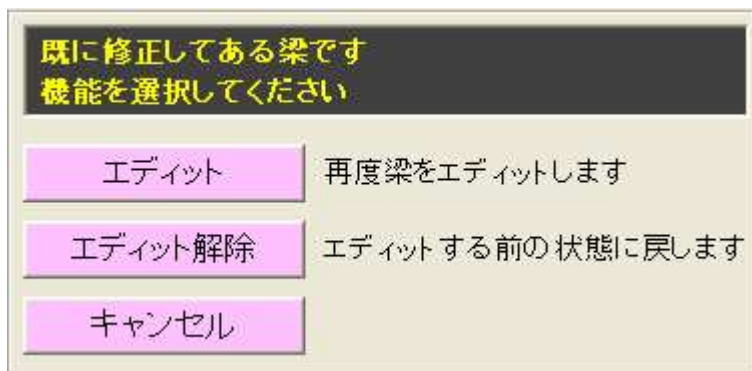 既に修正してある梁です
機能を選択してください
エディット 再度梁をエディットします
エディット解除 エディットする前の状態に戻します
キャンセル